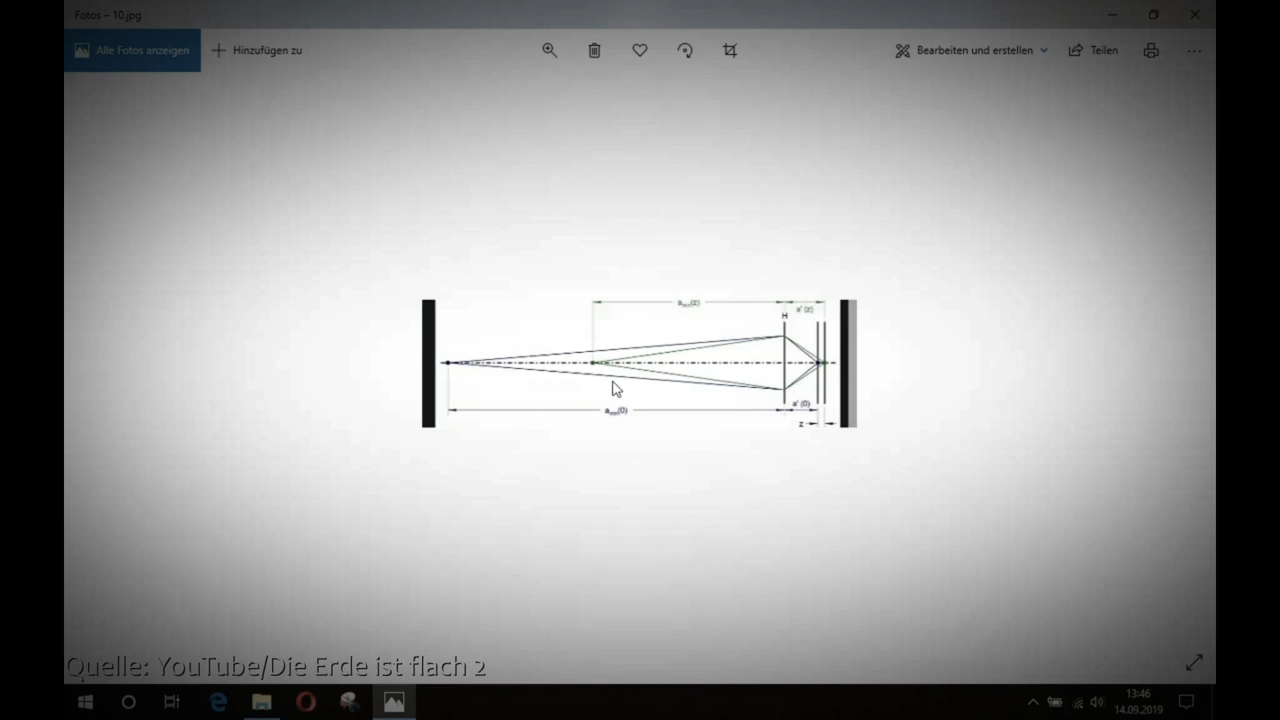 Fotos – 10.jpg
Alle Fotos anzeigen
Hinzufügen zu
Bearbeiten und erstellen
Teilen
H
a' (z)
a' (0)
z
Quelle: YouTube/Die Erde ist flach 2
13:46
14.09.2019